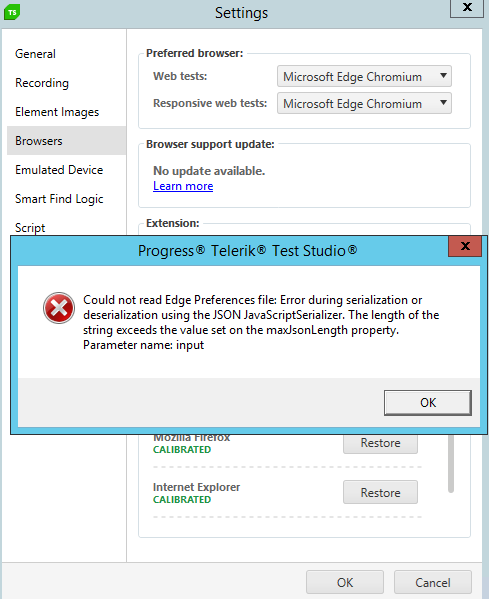 TS
Settings
X
General
Recording
Element Images
Browsers
Emulated Device
Smart Find Logic
Script
Preferred browser:
Web tests:
Microsoft Edge Chromium
Responsive web tests:
Microsoft Edge Chromium
Browser support update:
No update available.
Learn more
Extension:
Progress® Telerik® Test Studio®
X
Could not read Edge Preferences file: Error during serialization or
deserialization using the JSON JavaScriptSerializer. The length of the
string exceeds the value set on the maxJsonLength property.
Parameter name: input
OK
Mozilla Firefox
CALIBRATED
Restore
Internet Explorer
CALIBRATED
Restore
OK
Cancel